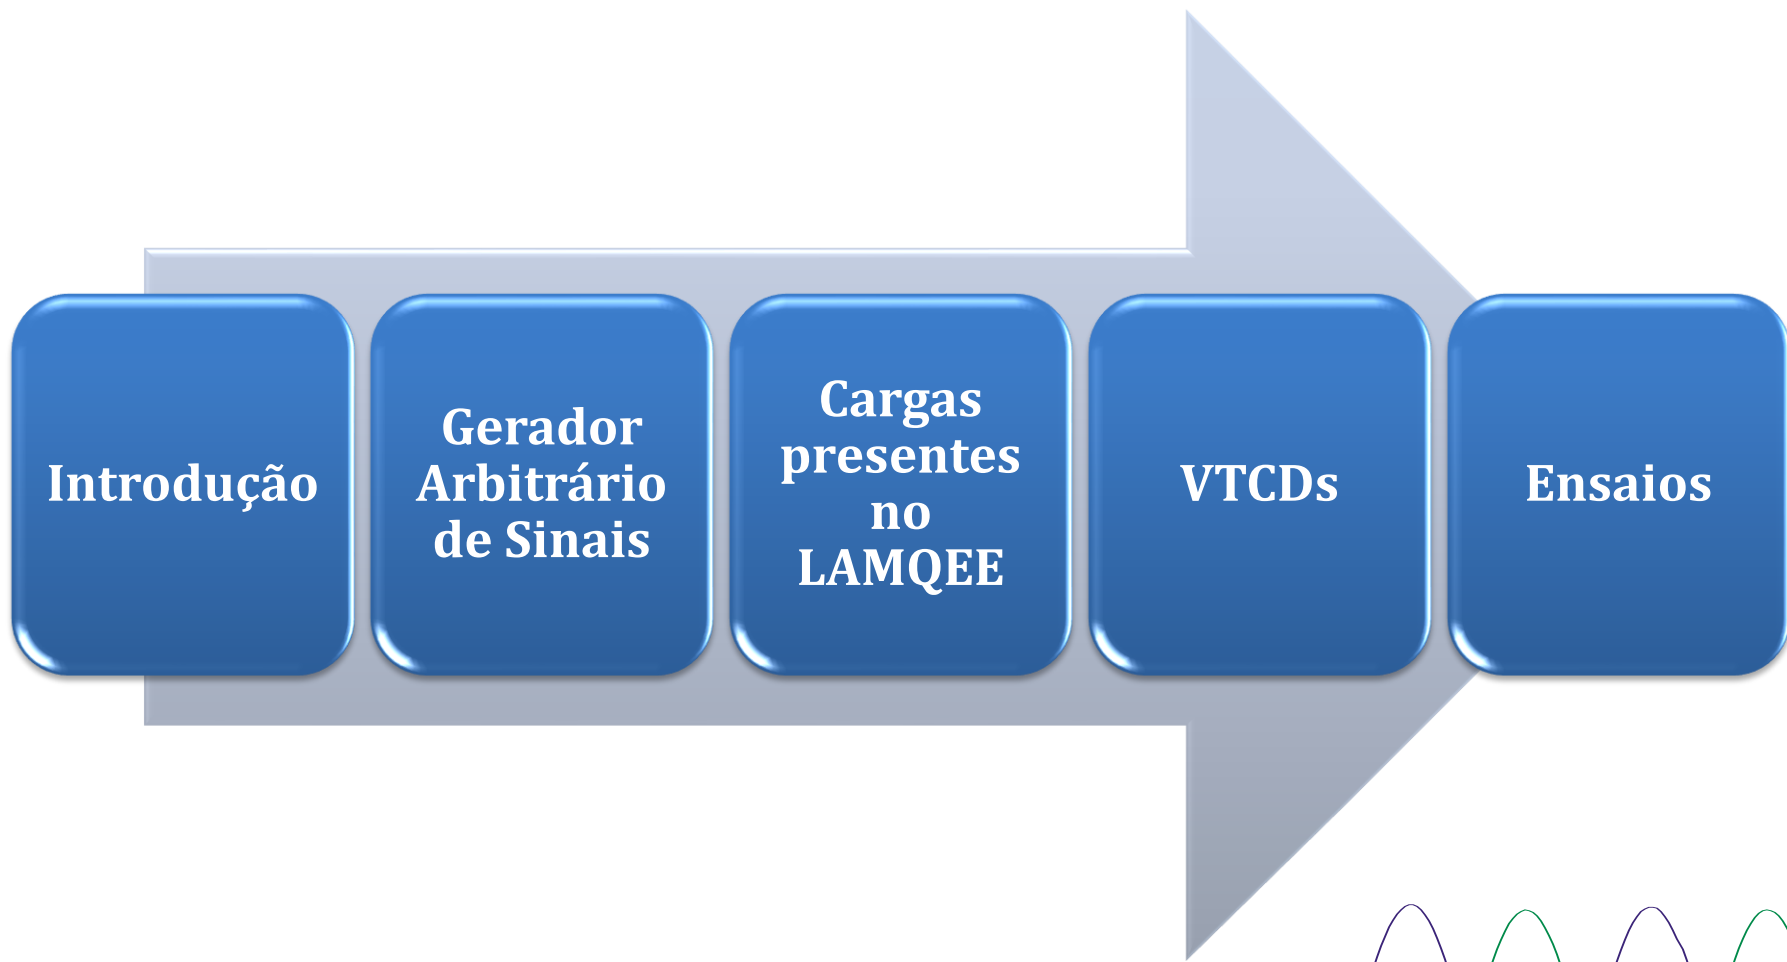 Introdução
Gerador
Arbitrário
de Sinais
Cargas
presentes
no
LAMQEE
VTCDs
Ensaios